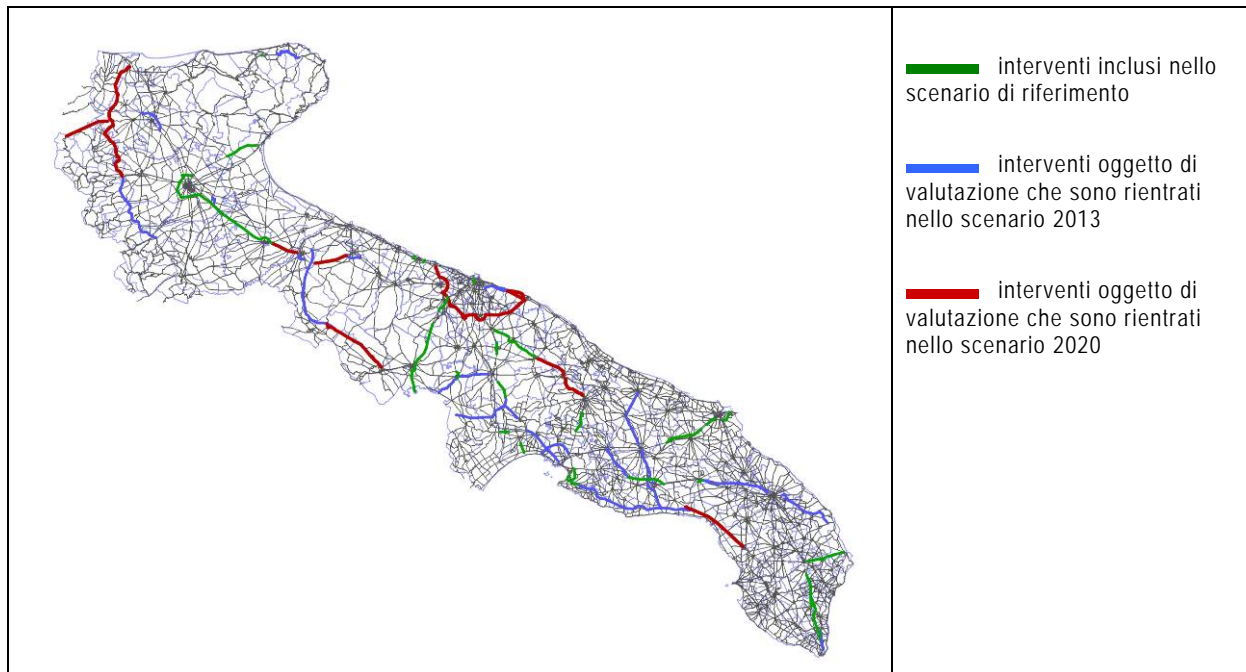 interventi inclusi nello
scenario di riferimento
interventi oggetto di
valutazione che sono rientrati
nello scenario 2013
interventi oggetto di
valutazione che sono rientrati
nello scenario 2020